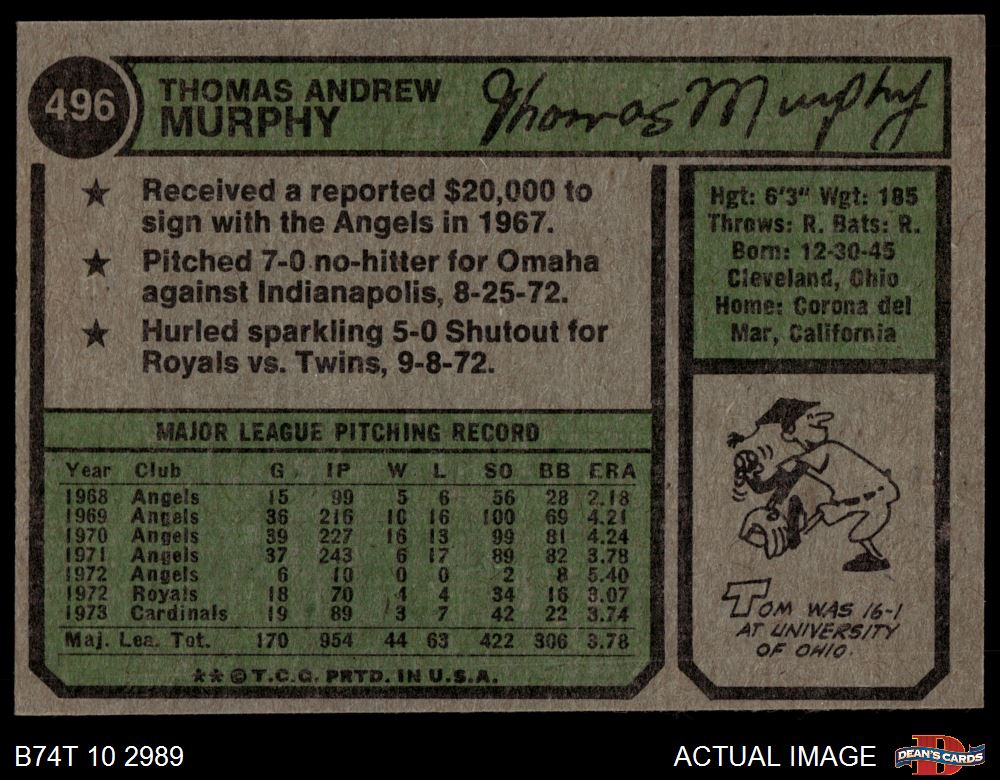 496
THOMAS ANDREW
MURPHY
Thomas Murphy
★ Received a reported $20,000 to
sign with the Angels in 1967.
★ Pitched 7-0 no-hitter for Omaha
against Indianapolis, 8-25-72.
★ Hurled sparkling 5-0 Shutout for
Royals vs. Twins, 9-8-72.
Hgt: 6'3" Wgt: 185
Throws: R. Bats: R.
Born: 12-30-45
Cleveland, Ohio
Home: Corona del
Mar, California
MAJOR LEAGUE PITCHING RECORD
Year Club G IP W L SO BB ERA
1968 Angels 15 99 5 6 56 28 2.18
1969 Angels 36 216 10 16 100 69 4.21
1970 Angels 39 227 16 13 99 81 4.24
1971 Angels 37 243 6 17 89 82 3.78
1972 Angels 6 10 0 0 2 8 5.40
1972 Royals 18 70 4 4 34 16 3.07
1973 Cardinals 19 89 3 7 42 22 3.74
Maj. Lea. Tot. 170 954 44 63 422 306 3.78
** © T.C.G. PRTD. IN U.S.A.
TOM WAS 16-1
AT UNIVERSITY
OF OHIO.
B74T 10 2989
ACTUAL IMAGE
D
DEAN'S CARDS